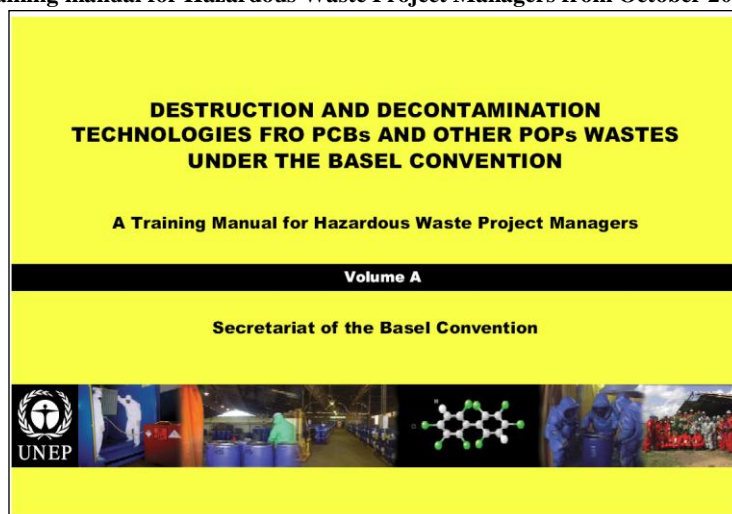 DESTRUCTION AND DECONTAMINATION
TECHNOLOGIES FRO PCBs AND OTHER POPs WASTES
UNDER THE BASEL CONVENTION
A Training Manual for Hazardous Waste Project Managers
Volume A
Secretariat of the Basel Convention
UNEP